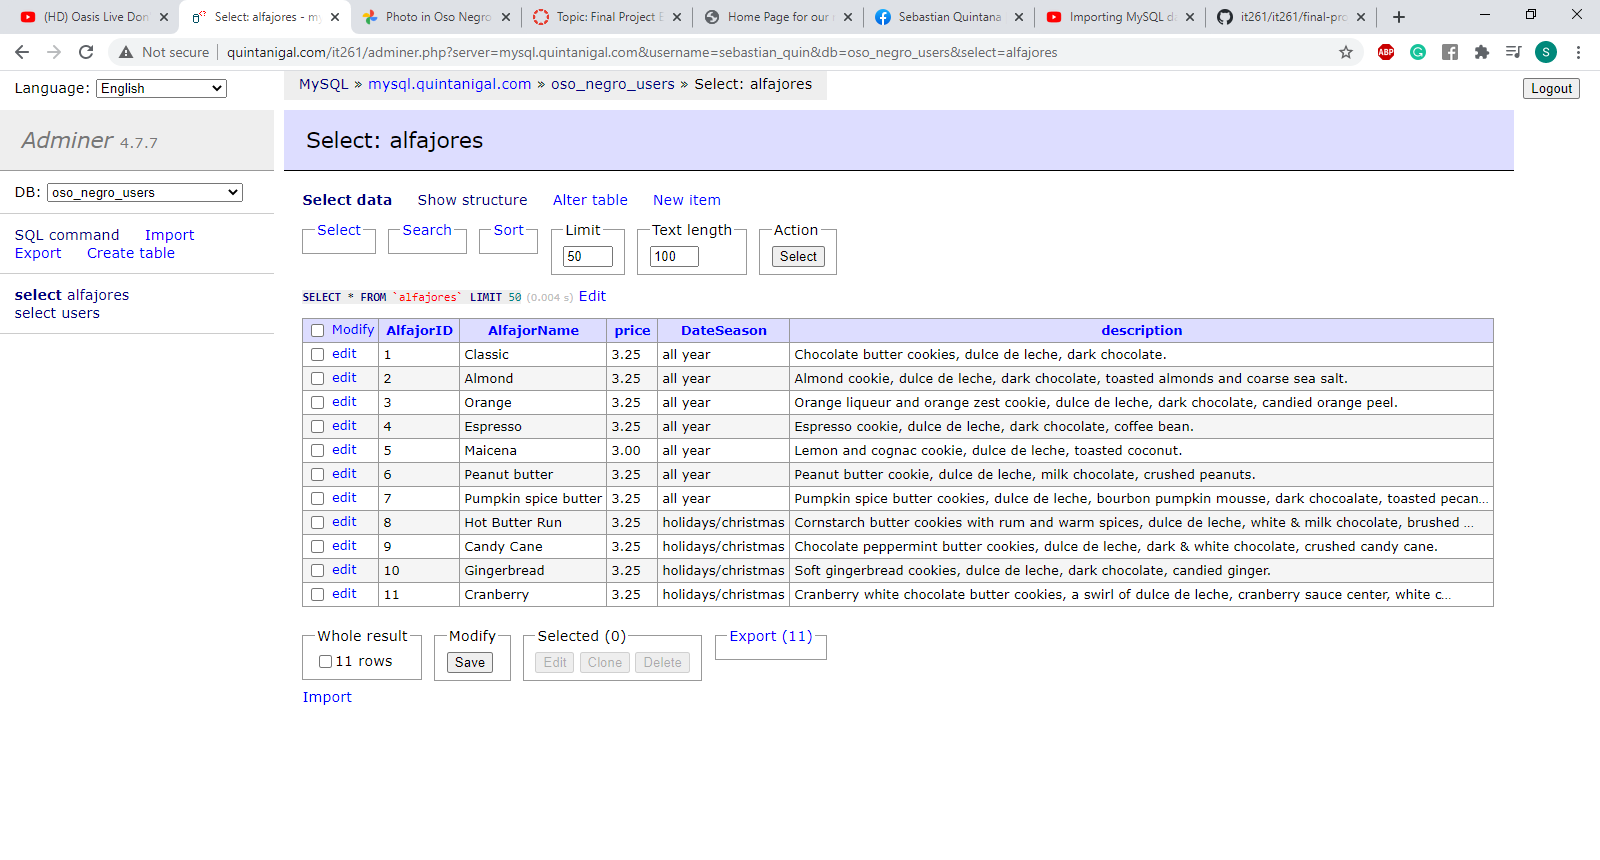 (HD) Oasis Live Don
Select: alfajores - my
Photo in Oso Negro
Topic: Final Project E
Home Page for our
Sebastian Quintana
Importing MySQL da
it261/it261/final-pro
Not secure
quintanigal.com/it261/adminer.php?server=mysql.quintanigal.com&username=sebastian_quin&db=oso_negro_users&select=alfajores
ABP
S
Language: English
MySQL » mysql.quintanigal.com » oso_negro_users » Select: alfajores
Logout
Adminer 4.7.7
Select: alfajores
DB: oso_negro_users
SQL command Import
Export Create table
select alfajores
select users
Select data Show structure Alter table New item
Select Search Sort Limit Text length Action
50 100 Select
SELECT * FROM `alfajores` LIMIT 50 (0.004 s) Edit
Modify AlfajorID AlfajorName price DateSeason description
edit 1 Classic 3.25 all year Chocolate butter cookies, dulce de leche, dark chocolate.
edit 2 Almond 3.25 all year Almond cookie, dulce de leche, dark chocolate, toasted almonds and coarse sea salt.
edit 3 Orange 3.25 all year Orange liqueur and orange zest cookie, dulce de leche, dark chocolate, candied orange peel.
edit 4 Espresso 3.25 all year Espresso cookie, dulce de leche, dark chocolate, coffee bean.
edit 5 Maicena 3.00 all year Lemon and cognac cookie, dulce de leche, toasted coconut.
edit 6 Peanut butter 3.25 all year Peanut butter cookie, dulce de leche, milk chocolate, crushed peanuts.
edit 7 Pumpkin spice butter 3.25 all year Pumpkin spice butter cookies, dulce de leche, bourbon pumpkin mousse, dark chocoalate, toasted pecan...
edit 8 Hot Butter Run 3.25 holidays/christmas Cornstarch butter cookies with rum and warm spices, dulce de leche, white & milk chocolate, brushed ...
edit 9 Candy Cane 3.25 holidays/christmas Chocolate peppermint butter cookies, dulce de leche, dark & white chocolate, crushed candy cane.
edit 10 Gingerbread 3.25 holidays/christmas Soft gingerbread cookies, dulce de leche, dark chocolate, candied ginger.
edit 11 Cranberry 3.25 holidays/christmas Cranberry white chocolate butter cookies, a swirl of dulce de leche, cranberry sauce center, white c...
Whole result Modify Selected (0) Export (11)
11 rows Save Edit Clone Delete
Import